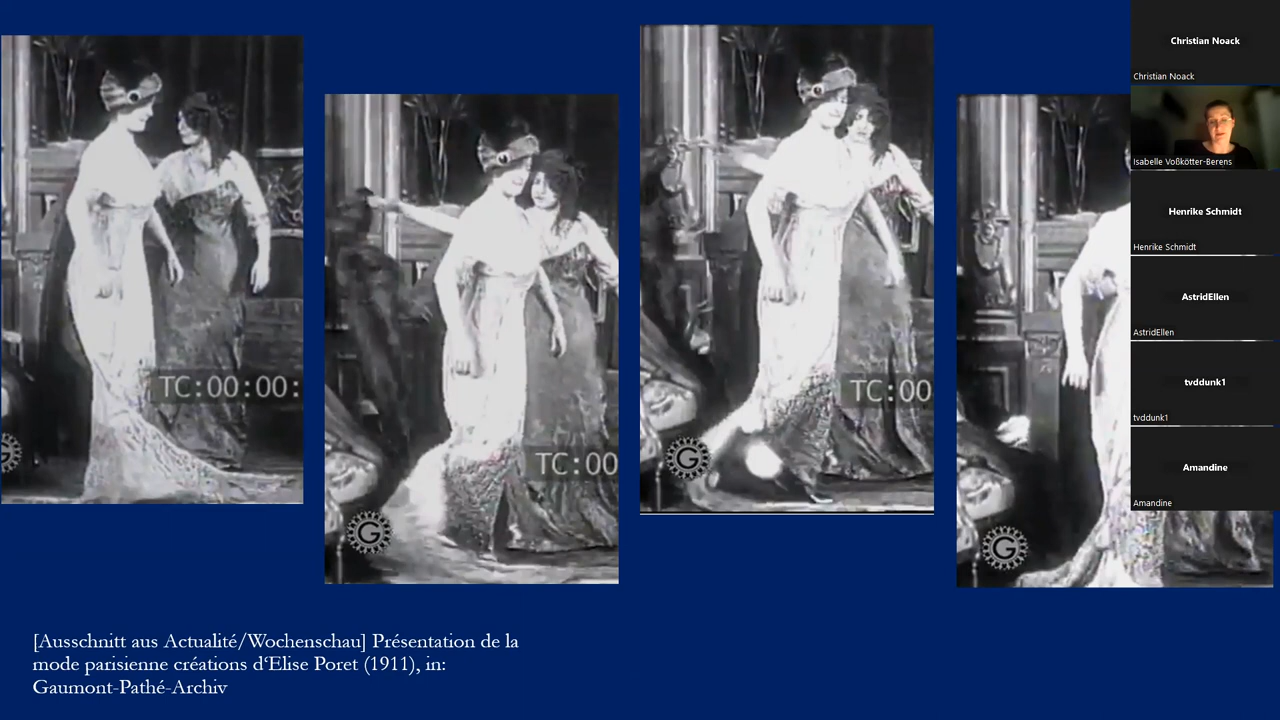 TC:00:00:
TC:00
G
TC:00
G
G
[Ausschnitt aus Actualité/Wochenschau] Présentation de la
mode parisienne créations d‘Elise Poret (1911), in:
Gaumont-Pathé-Archiv
Christian Noack
Christian Noack
Isabelle Voßkötter-Berens
Henrike Schmidt
Henrike Schmidt
AstridEllen
AstridEllen
tvddunk1
tvddunk1
Amandine
Amandine